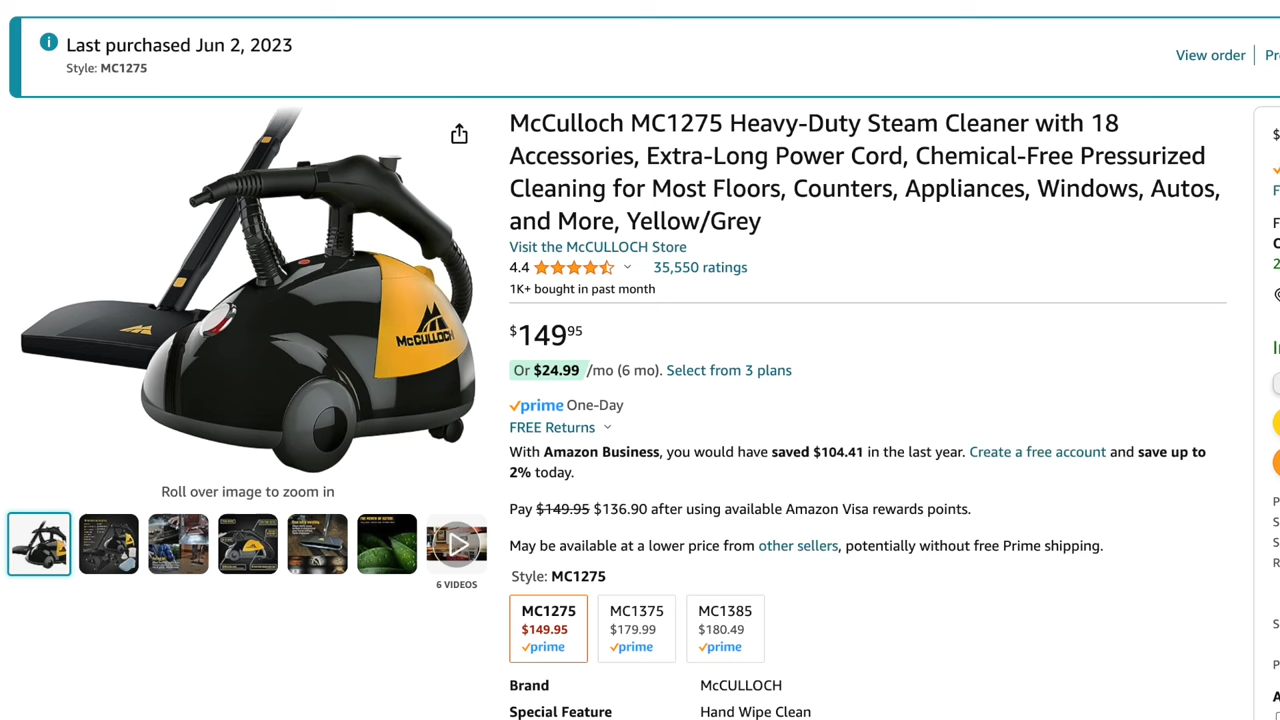 Last purchased Jun 2, 2023
Style: MC1275
View order
McCULLOCH
Roll over image to zoom in
6 VIDEOS
McCulloch MC1275 Heavy-Duty Steam Cleaner with 18
Accessories, Extra-Long Power Cord, Chemical-Free Pressurized
Cleaning for Most Floors, Counters, Appliances, Windows, Autos,
and More, Yellow/Grey
Visit the McCULLOCH Store
4.4 35,550 ratings
1K+ bought in past month
$149 95
Or $24.99 /mo (6 mo). Select from 3 plans
prime One-Day
FREE Returns
With Amazon Business, you would have saved $104.41 in the last year. Create a free account and save up to
2% today.
Pay $149.95 $136.90 after using available Amazon Visa rewards points.
May be available at a lower price from other sellers, potentially without free Prime shipping.
Style: MC1275
MC1275 MC1375 MC1385
$149.95 $179.99 $180.49
prime prime prime
Brand McCULLOCH
Special Feature Hand Wipe Clean